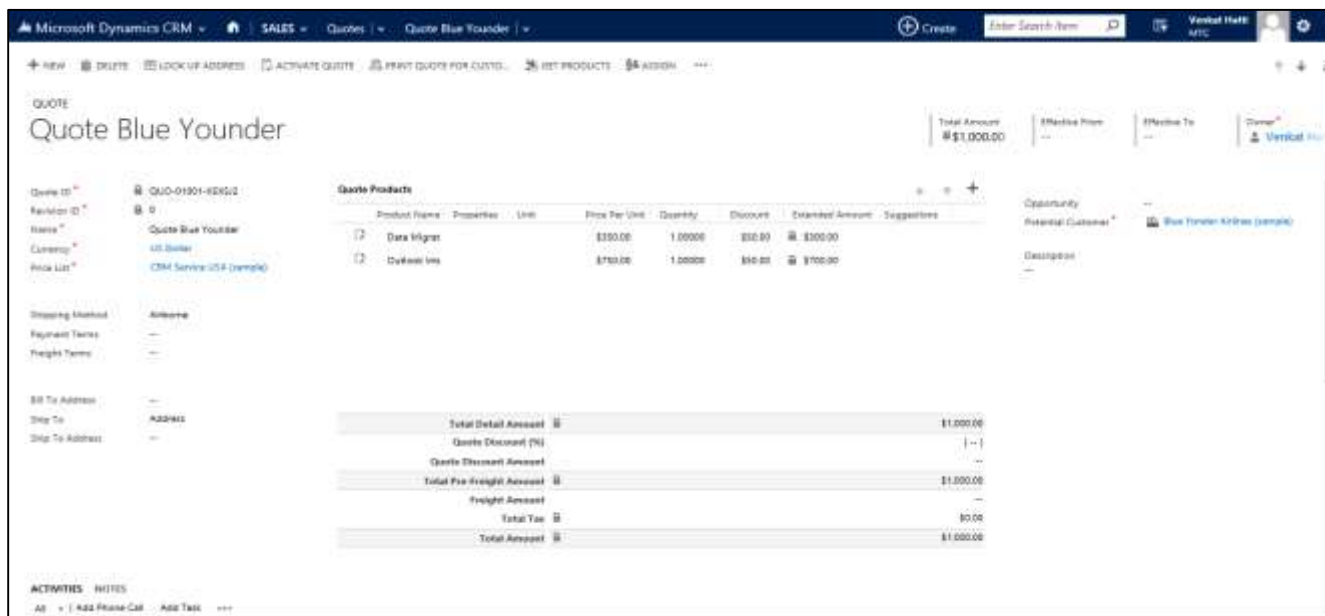 Microsoft Dynamics CRM SALES Quotes Quote Blue Younder Create Enter Search Item Venkat Hatti
MTC
NEW DELETE LOOK UP ADDRESS ACTIVATE QUOTE PRINT QUOTE FOR CUSTO... GET PRODUCTS ASSIGN ...
QUOTE
Quote Blue Younder
Total Amount Effective From Effective To Owner*
$1,000.00 -- -- Venkat
Quote ID*
Revision ID* 0
Name* Quote Blue Younder
Currency* US Dollar
Price List* CRM Service USA (sample)
Shipping Method Airborne
Payment Terms --
Freight Terms --
Bill To Address --
Ship To Address
Ship To Address --
Quote Products
Product Name Properties Unit Price Per Unit Quantity Discount Extended Amount Suggestions
Data Migrat $350.00 1.00000 $50.00 $300.00
$750.00 1.00000 $50.00 $700.00
Total Detail Amount $1,000.00
Quote Discount (%) --
Quote Discount Amount --
Total Pre-Freight Amount $1,000.00
Freight Amount --
Total Tax $0.00
Total Amount $1,000.00
Opportunity --
Potential Customer* Blue Yonder Airlines (sample)
Description
--
ACTIVITIES NOTES
All Add Phone Call Add Task ...